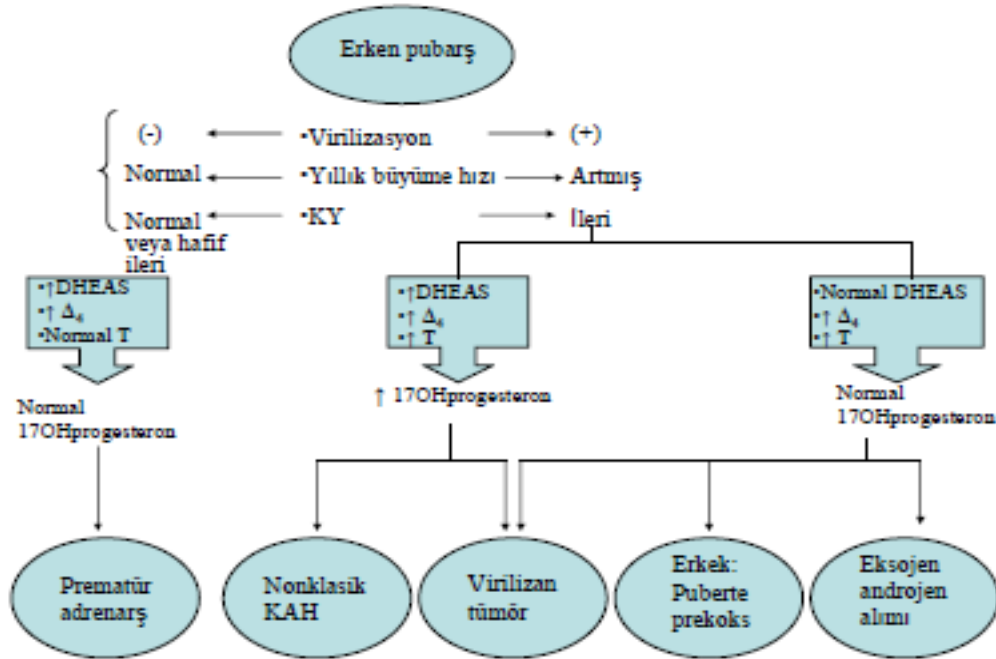 Erken pubarş
(-) •Virilizasyon (+)
Normal •Yıllık büyüme hızı Artmış
Normal veya hafif ileri •KY İleri
•↑DHEAS
•↑ Δ₄
•Normal T
•↑DHEAS
•↑ Δ₄
•↑ T
•Normal DHEAS
•↑ Δ₄
•↑ T
Normal
17OHprogesteron
↑ 17OHprogesteron
Normal
17OHprogesteron
Prematür
adrenarş
Nonklasik
KAH
Virilizan
tümör
Erkek:
Puberte
prekoks
Eksojen
androjen
alımı